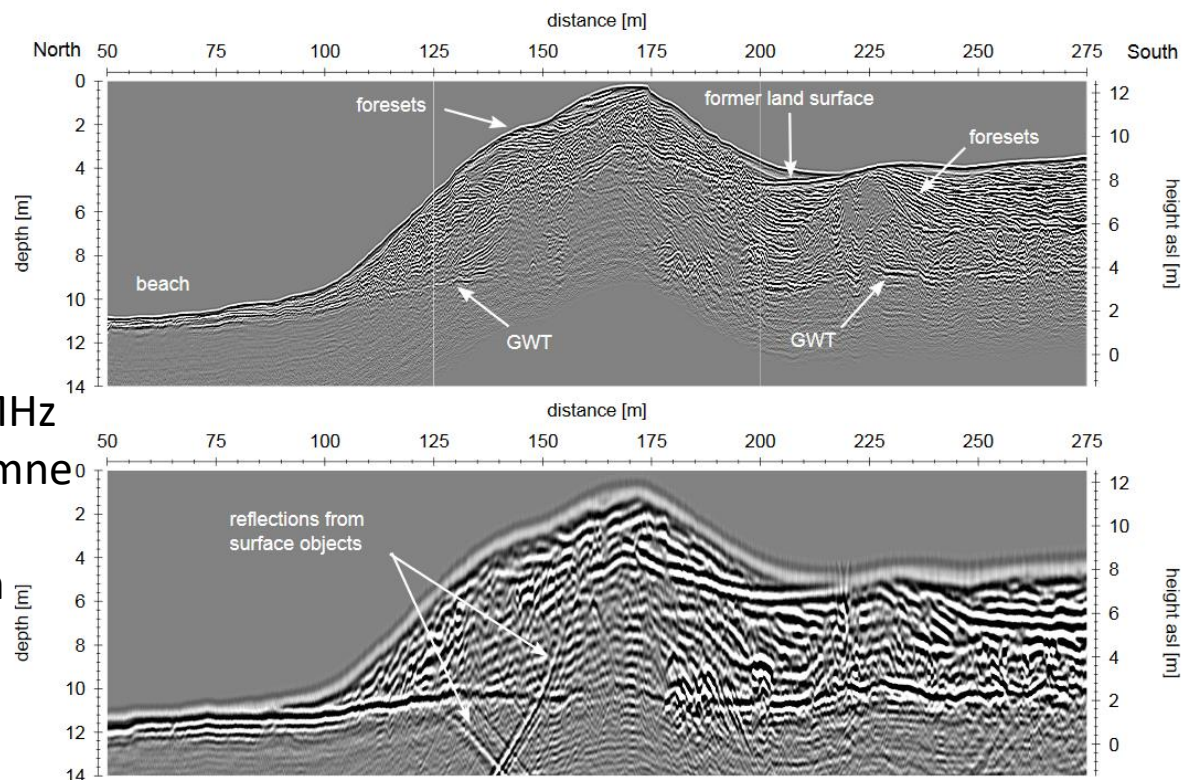 distance [m]
North 50 75 100 125 150 175 200 225 250 275 South
0 2 4 6 8 10 12 14
depth [m]
12 10 8 6 4 2 0
height asl [m]
foresets
former land surface
foresets
beach
GWT
GWT
distance [m]
50 75 100 125 150 175 200 225 250 275
0 2 4 6 8 10 12 14
depth [m]
12 10 8 6 4 2 0
height asl [m]
reflections from
surface objects